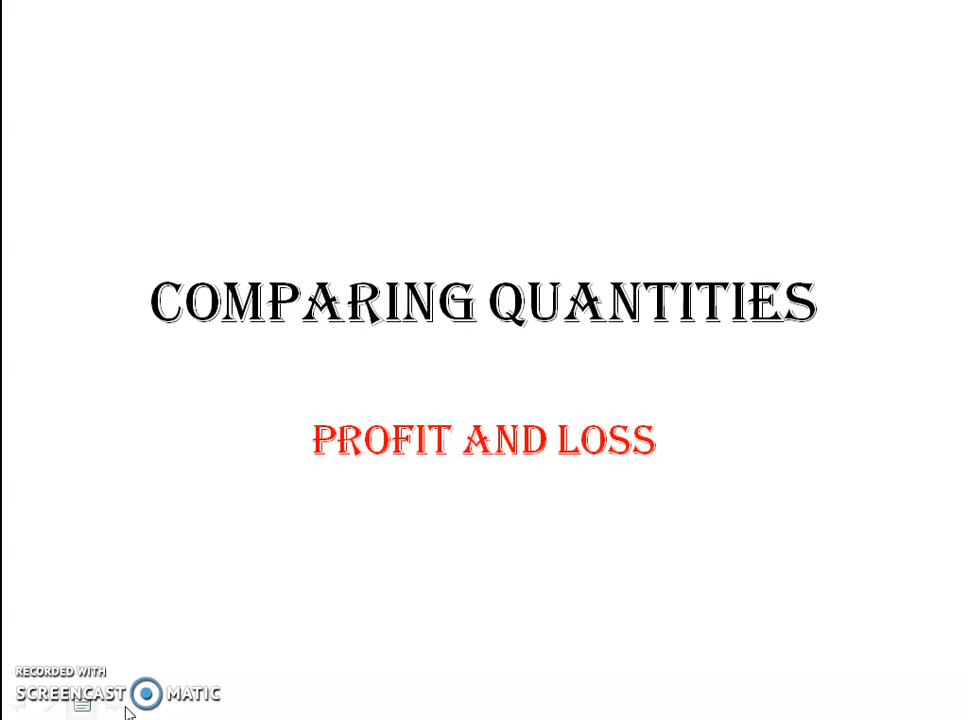 COMPARING QUANTITIES
PROFIT AND LOSS
RECORDED WITH
SCREENCAST MATIC